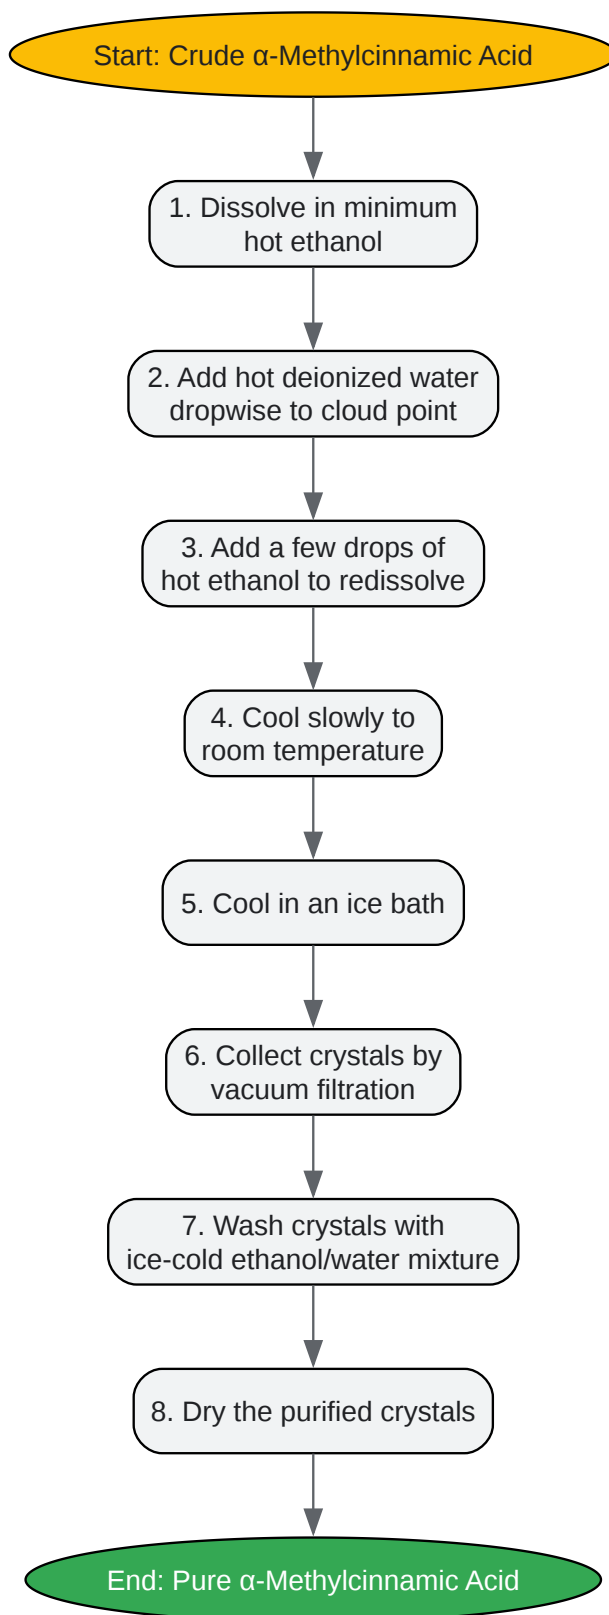 Start: Crude α-Methylcinnamic Acid
1. Dissolve in minimum
hot ethanol
2. Add hot deionized water
dropwise to cloud point
3. Add a few drops of
hot ethanol to redissolve
4. Cool slowly to
room temperature
5. Cool in an ice bath
6. Collect crystals by
vacuum filtration
7. Wash crystals with
ice-cold ethanol/water mixture
8. Dry the purified crystals
End: Pure α-Methylcinnamic Acid